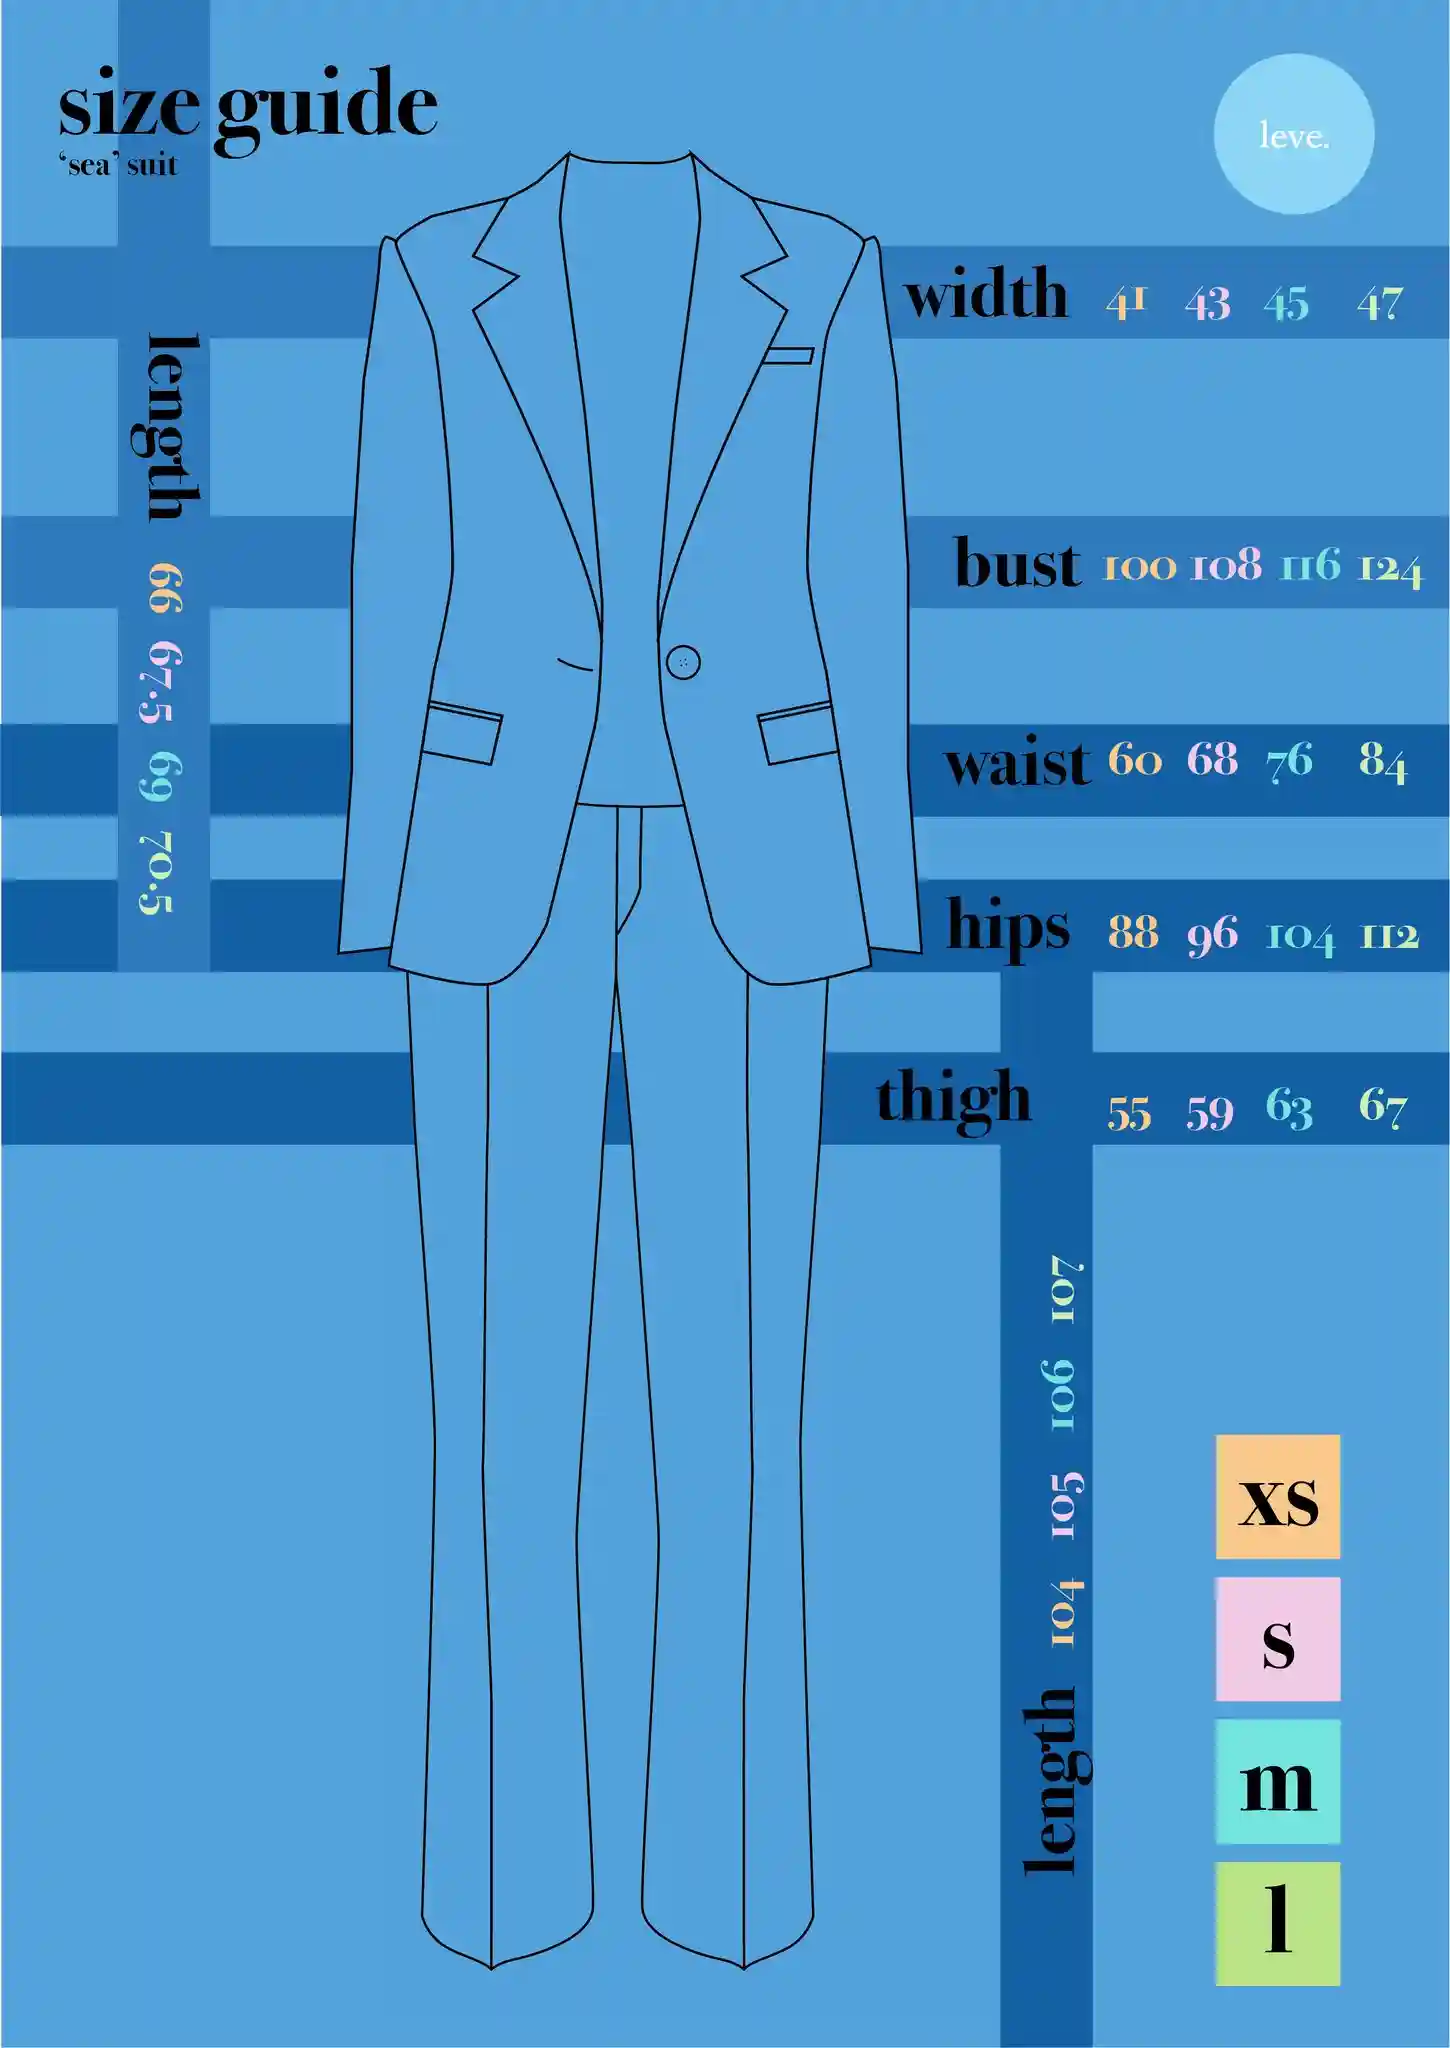 size guide
‘sea’ suit
leve.
width 41 43 45 47
length 66 67.5 69 70.5
bust 100 108 116 124
waist 60 68 76 84
hips 88 96 104 112
thigh 55 59 63 67
length 104 105 106 107
xs
s
m
l